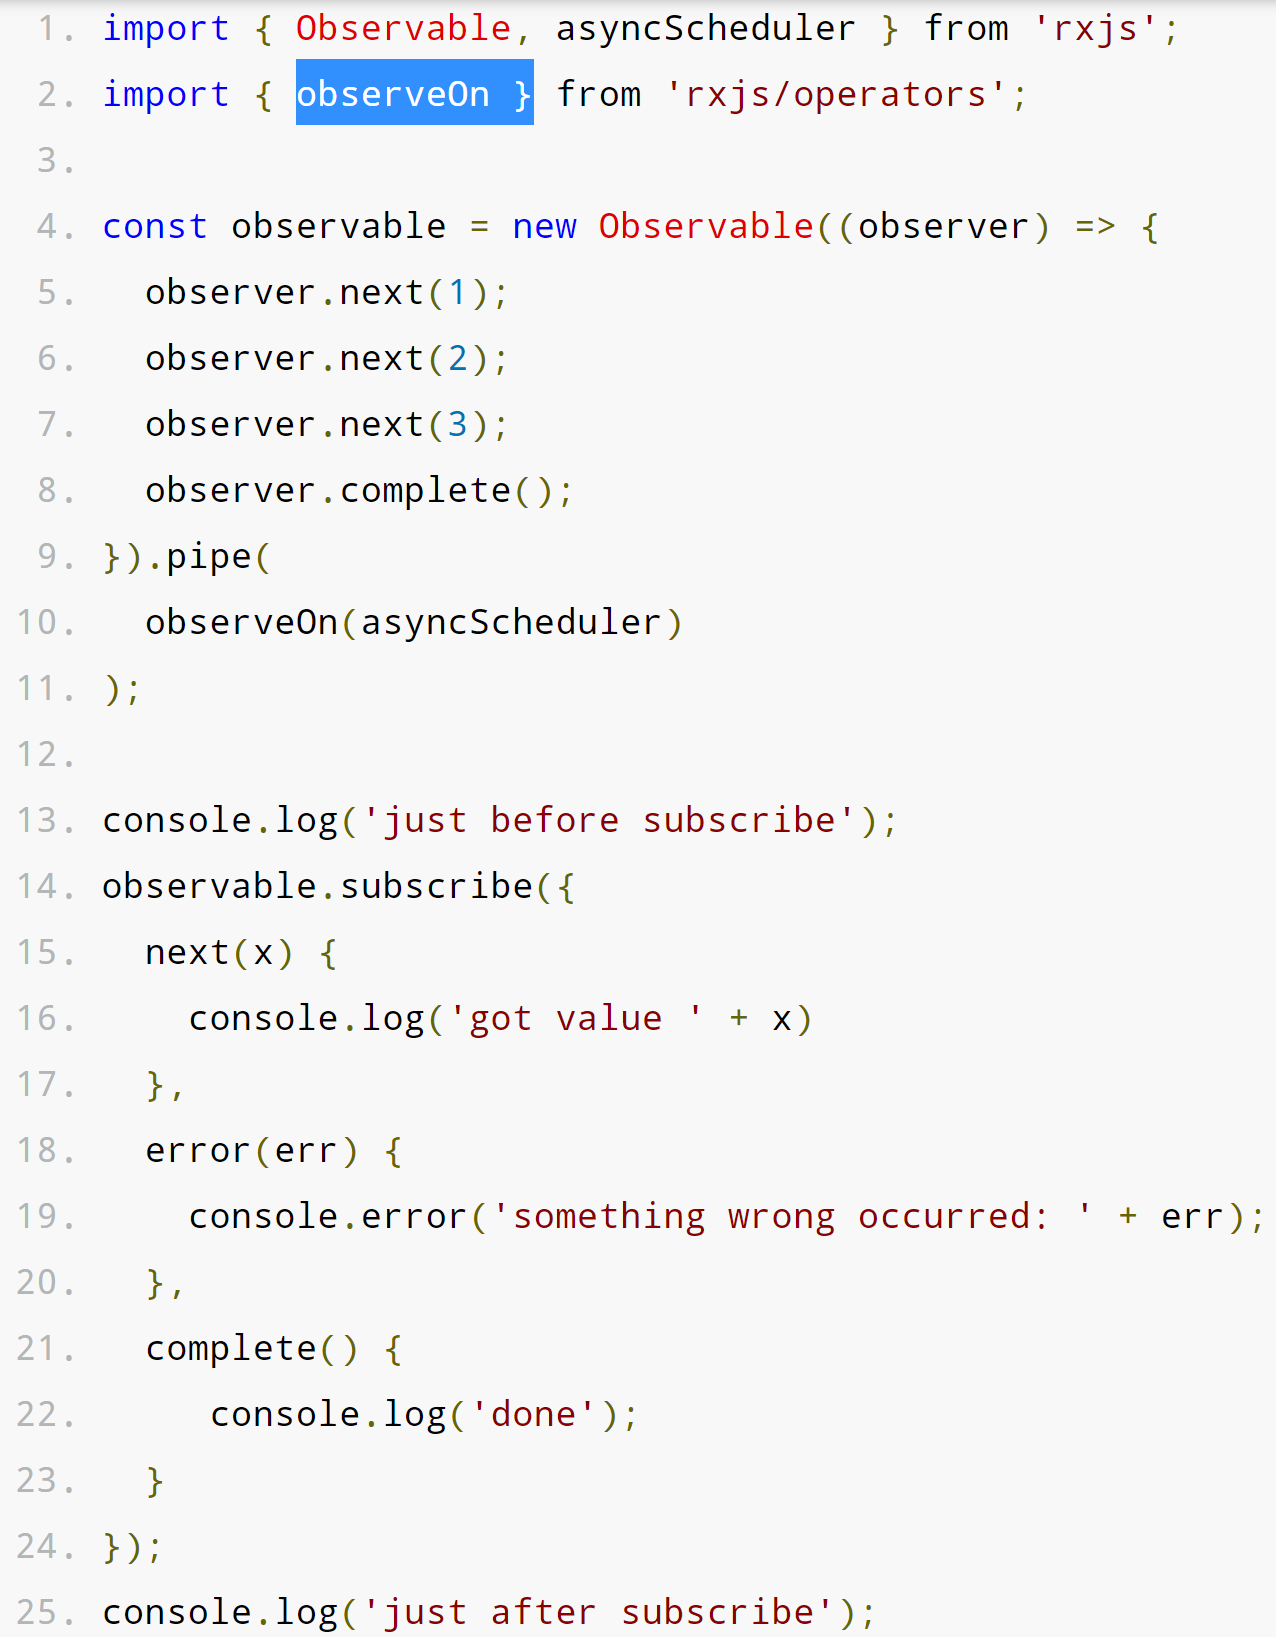 1. import { Observable, asyncScheduler } from 'rxjs';
2. import { observeOn } from 'rxjs/operators';
3.
4. const observable = new Observable((observer) => {
5.   observer.next(1);
6.   observer.next(2);
7.   observer.next(3);
8.   observer.complete();
9. }).pipe(
10.   observeOn(asyncScheduler)
11. );
12.
13. console.log('just before subscribe');
14. observable.subscribe({
15.   next(x) {
16.     console.log('got value ' + x)
17.   },
18.   error(err) {
19.     console.error('something wrong occurred: ' + err);
20.   },
21.   complete() {
22.      console.log('done');
23.   }
24. });
25. console.log('just after subscribe');